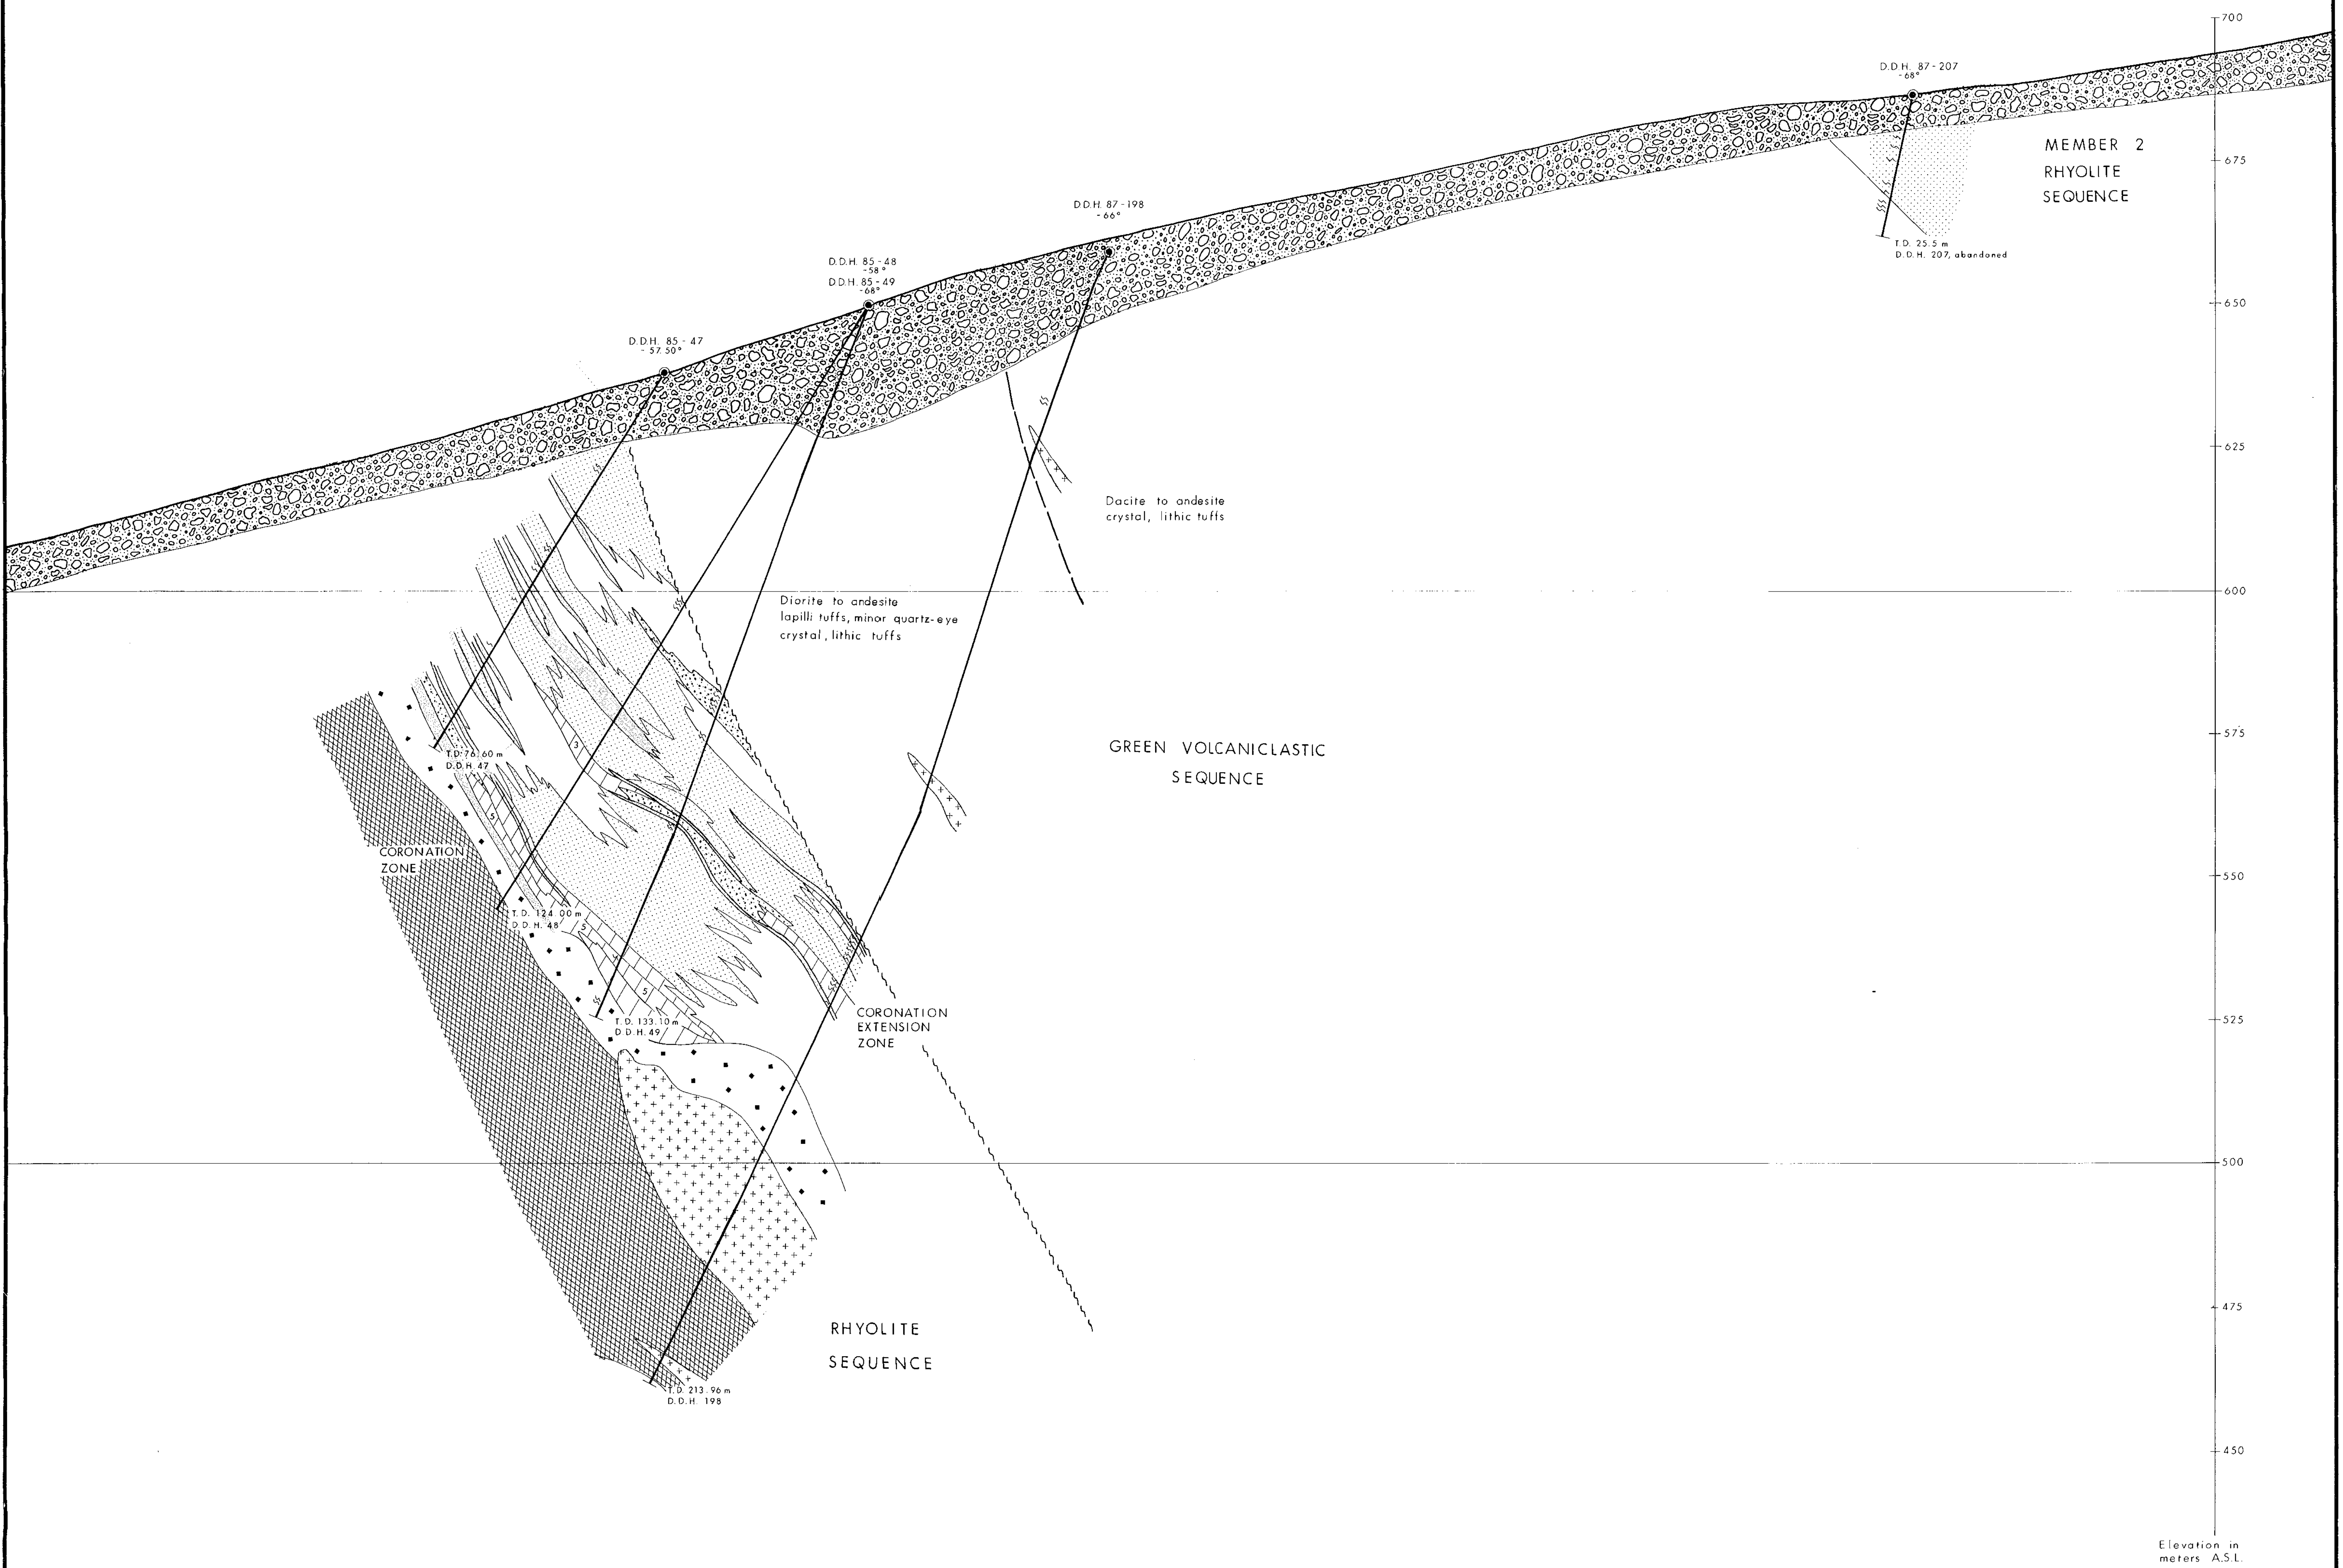 700
D.D.H. 87-207
-68°
MEMBER 2
RHYOLITE
SEQUENCE
675
D.D.H. 87-198
-66°
T.D. 25.5 m
D.D.H. 207, abandoned
D.D.H. 85-48
-58°
D.D.H. 85-49
-68°
650
D.D.H. 85-47
-57.50°
625
Dacite to andesite
crystal, lithic tuffs
600
Diorite to andesite
lapilli tuffs, minor quartz-eye
crystal, lithic tuffs
575
GREEN VOLCANICLASTIC
SEQUENCE
3
T.D. 76.60 m
D.D.H. 47
5
CORONATION
ZONE
550
T.D. 124.00 m
D.D.H. 48
5
5
CORONATION
EXTENSION
ZONE
525
T.D. 133.10 m
D.D.H. 49
500
475
RHYOLITE
SEQUENCE
T.D. 213.96 m
D.D.H. 198
450
Elevation in
meters A.S.L.